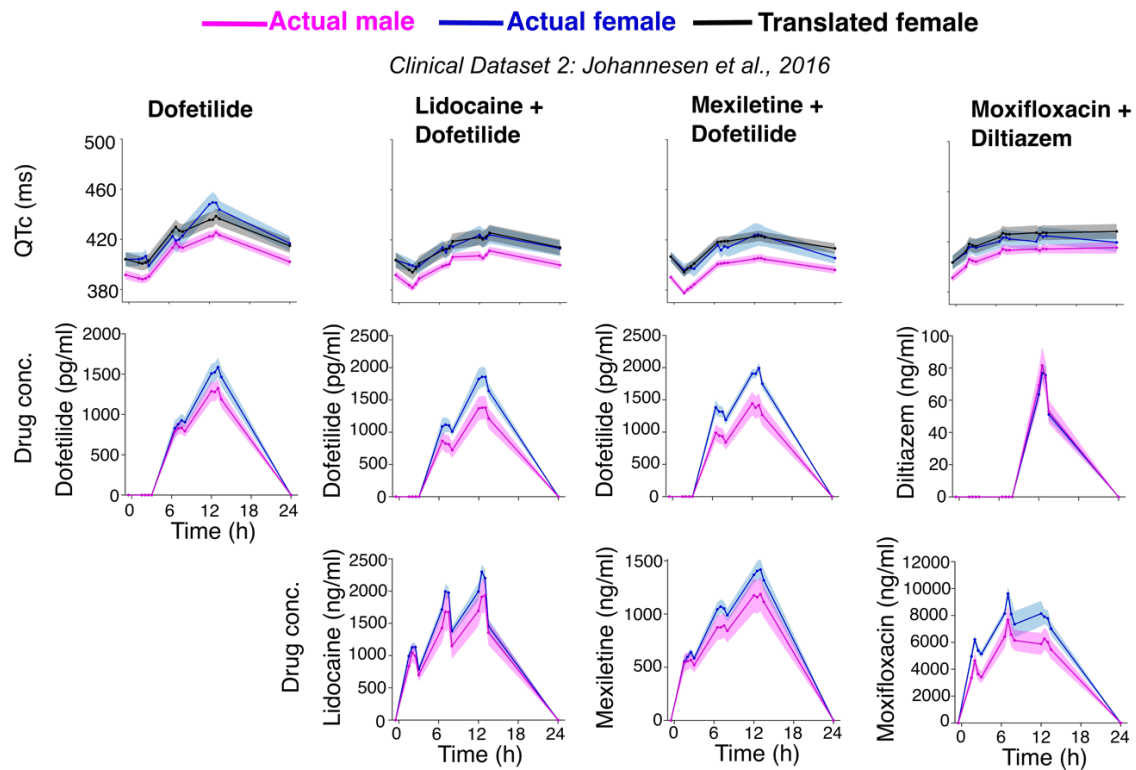 Actual male Actual female Translated female
Clinical Dataset 2: Johannesen et al., 2016
Dofetilide
Lidocaine +
Dofetilide
Mexiletine +
Dofetilide
Moxifloxacin +
Diltiazem
QTc (ms)
500
460
420
380
Drug conc.
Dofetilide (pg/ml)
2000
1500
1000
500
0
0 6 12 18 24
Time (h)
Dofetilide (pg/ml)
2500
2000
1500
1000
500
0
Dofetilide (pg/ml)
2500
2000
1500
1000
500
0
Diltiazem (ng/ml)
100
80
60
40
20
0
Drug conc.
Lidocaine (ng/ml)
2500
2000
1500
1000
500
0
0 6 12 18 24
Time (h)
Mexiletine (ng/ml)
1500
1000
500
0
0 6 12 18 24
Time (h)
Moxifloxacin (ng/ml)
12000
10000
8000
6000
4000
2000
0
0 6 12 18 24
Time (h)